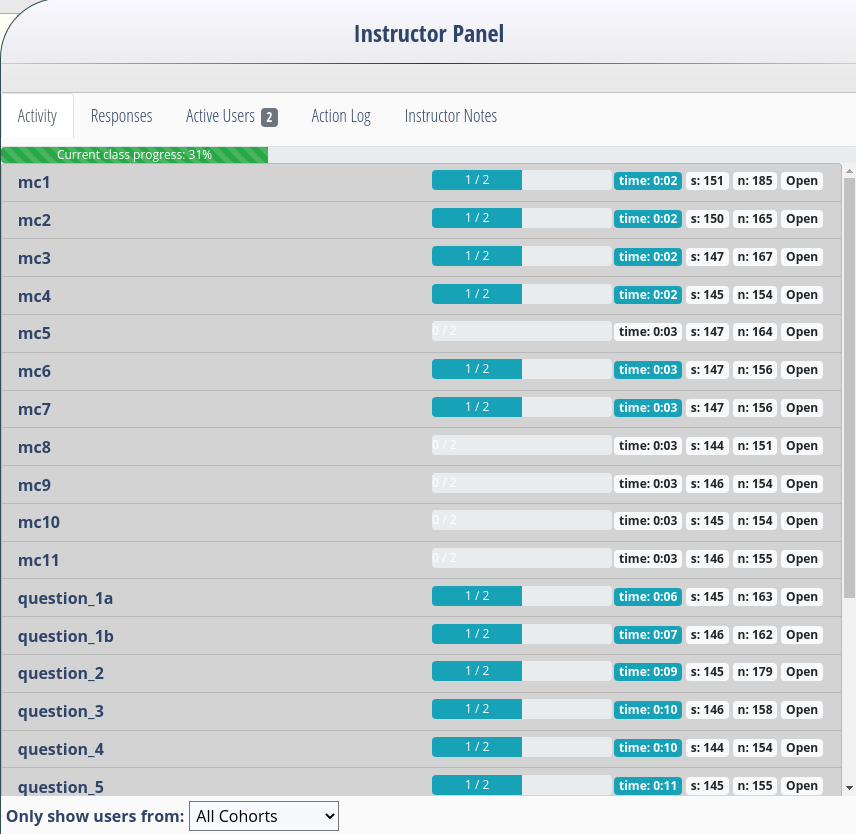 Instructor Panel
Activity Responses Active Users 2 Action Log Instructor Notes
Current class progress: 31%
mc1 1 / 2 time: 0:02 s: 151 n: 185 Open
mc2 1 / 2 time: 0:02 s: 150 n: 165 Open
mc3 1 / 2 time: 0:02 s: 147 n: 167 Open
mc4 1 / 2 time: 0:02 s: 145 n: 154 Open
mc5 0 / 2 time: 0:03 s: 147 n: 164 Open
mc6 1 / 2 time: 0:03 s: 147 n: 156 Open
mc7 1 / 2 time: 0:03 s: 147 n: 156 Open
mc8 0 / 2 time: 0:03 s: 144 n: 151 Open
mc9 0 / 2 time: 0:03 s: 146 n: 154 Open
mc10 0 / 2 time: 0:03 s: 145 n: 154 Open
mc11 0 / 2 time: 0:03 s: 146 n: 155 Open
question_1a 1 / 2 time: 0:06 s: 145 n: 163 Open
question_1b 1 / 2 time: 0:07 s: 146 n: 162 Open
question_2 1 / 2 time: 0:09 s: 145 n: 179 Open
question_3 1 / 2 time: 0:10 s: 146 n: 158 Open
question_4 1 / 2 time: 0:10 s: 144 n: 154 Open
question_5 1 / 2 time: 0:11 s: 145 n: 155 Open
Only show users from: All Cohorts